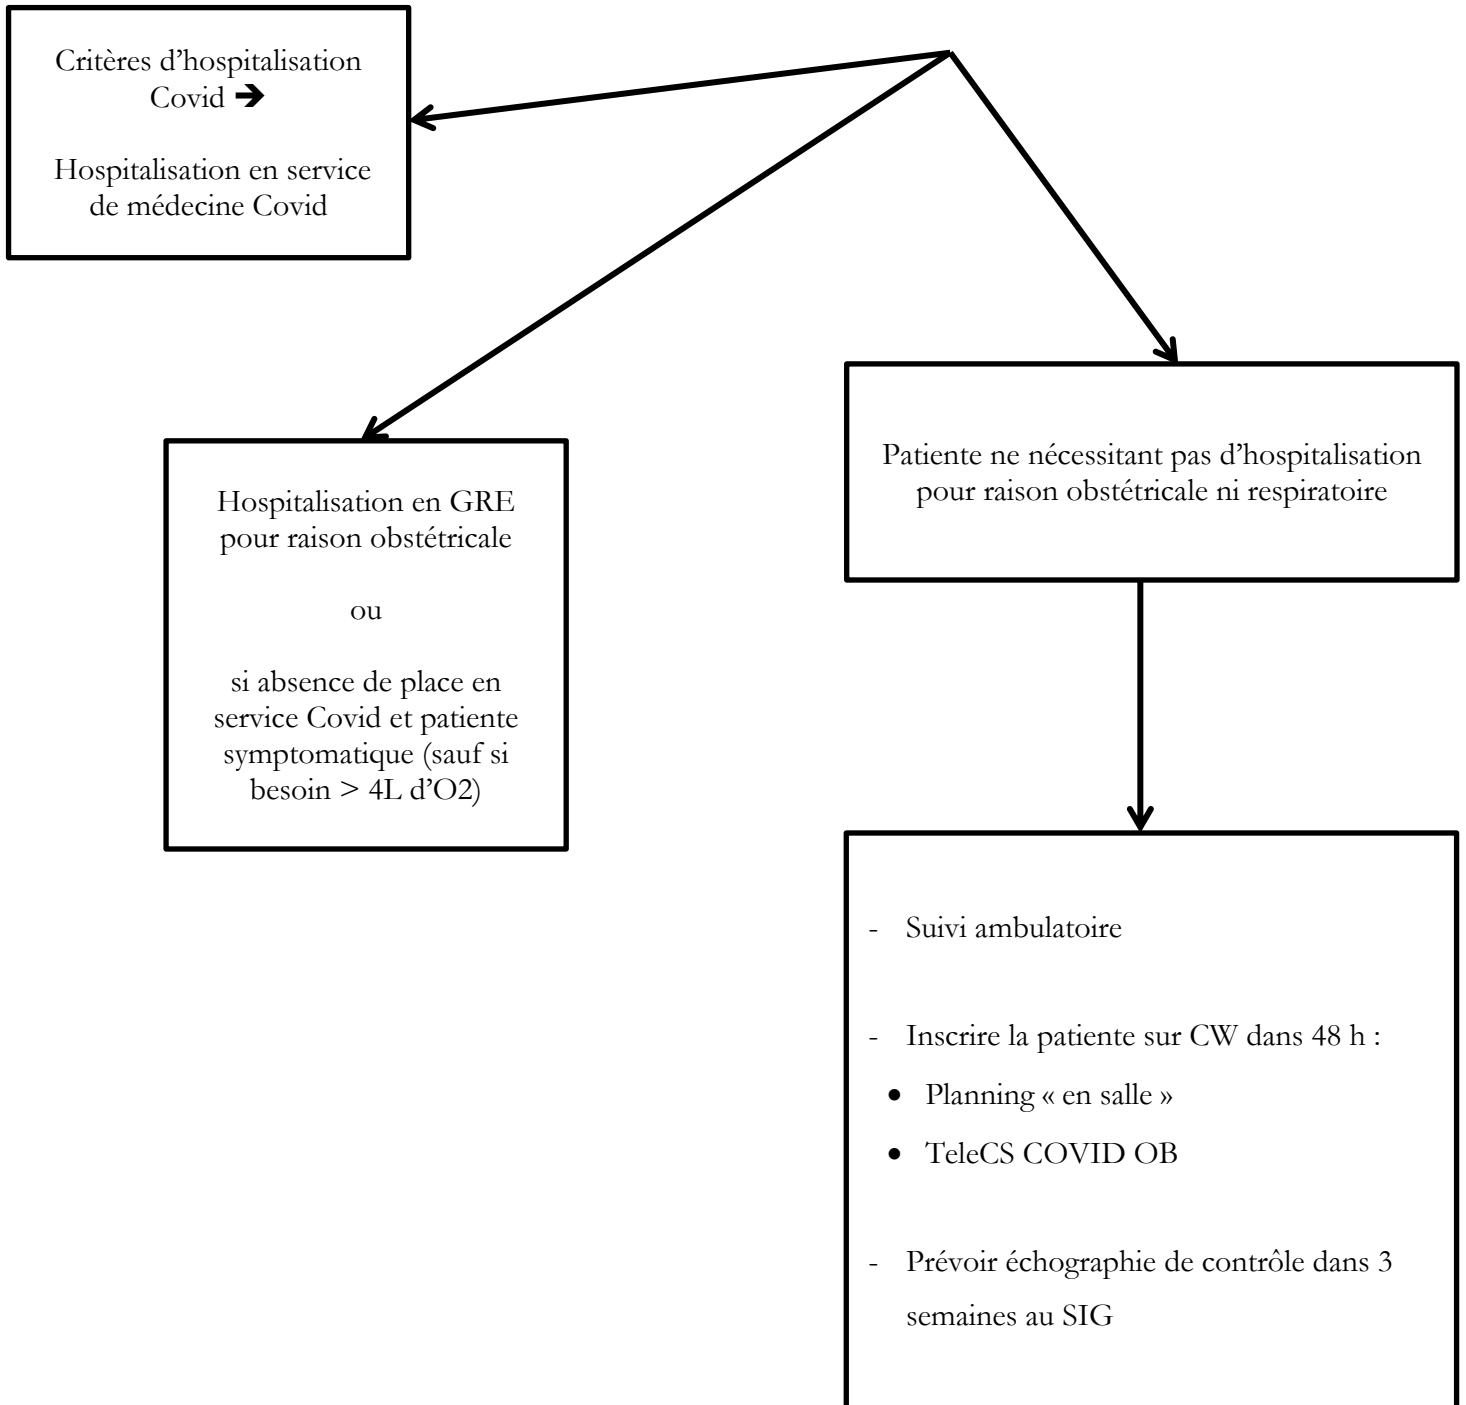 Critères d’hospitalisation
Covid ➔
Hospitalisation en service
de médecine Covid
Hospitalisation en GRE
pour raison obstétricale
ou
si absence de place en
service Covid et patiente
symptomatique (sauf si
besoin > 4L d’O2)
Patiente ne nécessitant pas d’hospitalisation
pour raison obstétricale ni respiratoire
- Suivi ambulatoire
- Inscrire la patiente sur CW dans 48 h :
• Planning « en salle »
• TeleCS COVID OB
- Prévoir échographie de contrôle dans 3
semaines au SIG